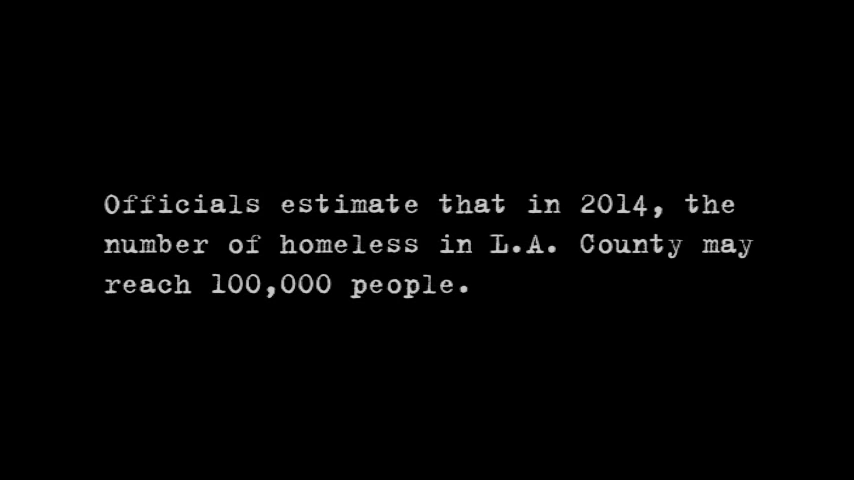 Officials estimate that in 2014, the
number of homeless in L.A. County may
reach 100,000 people.